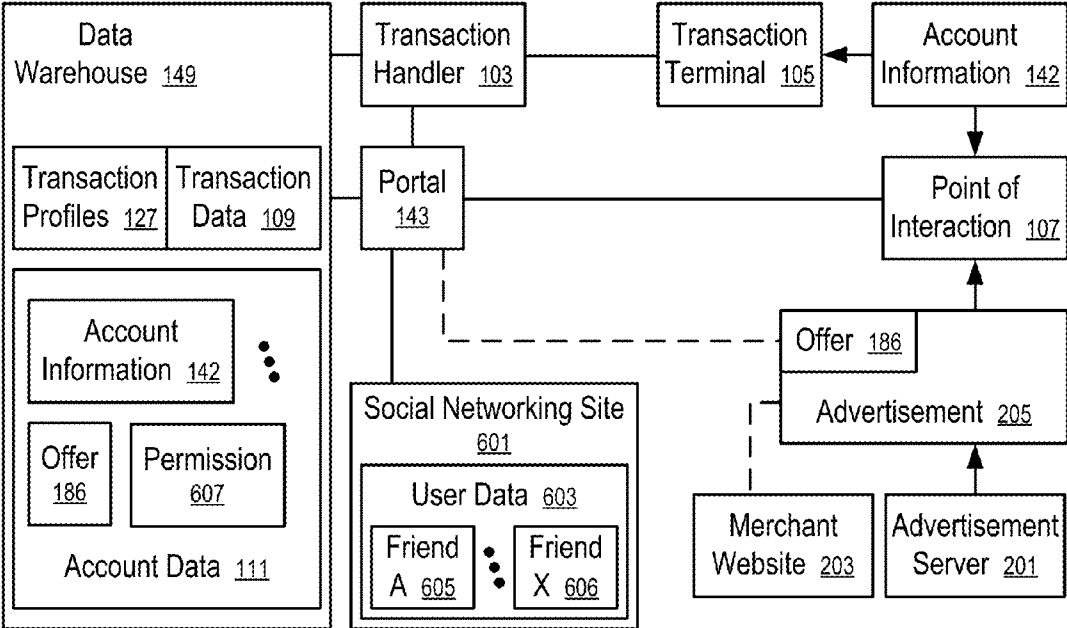 Data
Warehouse 149
Transaction
Handler 103
Transaction
Terminal 105
Account
Information 142
Transaction
Profiles 127
Transaction
Data 109
Portal
143
Point of
Interaction 107
Account
Information 142
Offer
186
Permission
607
Account Data 111
Social Networking Site
601
User Data 603
Friend
A 605
Friend
X 606
Offer 186
Advertisement 205
Merchant
Website 203
Advertisement
Server 201